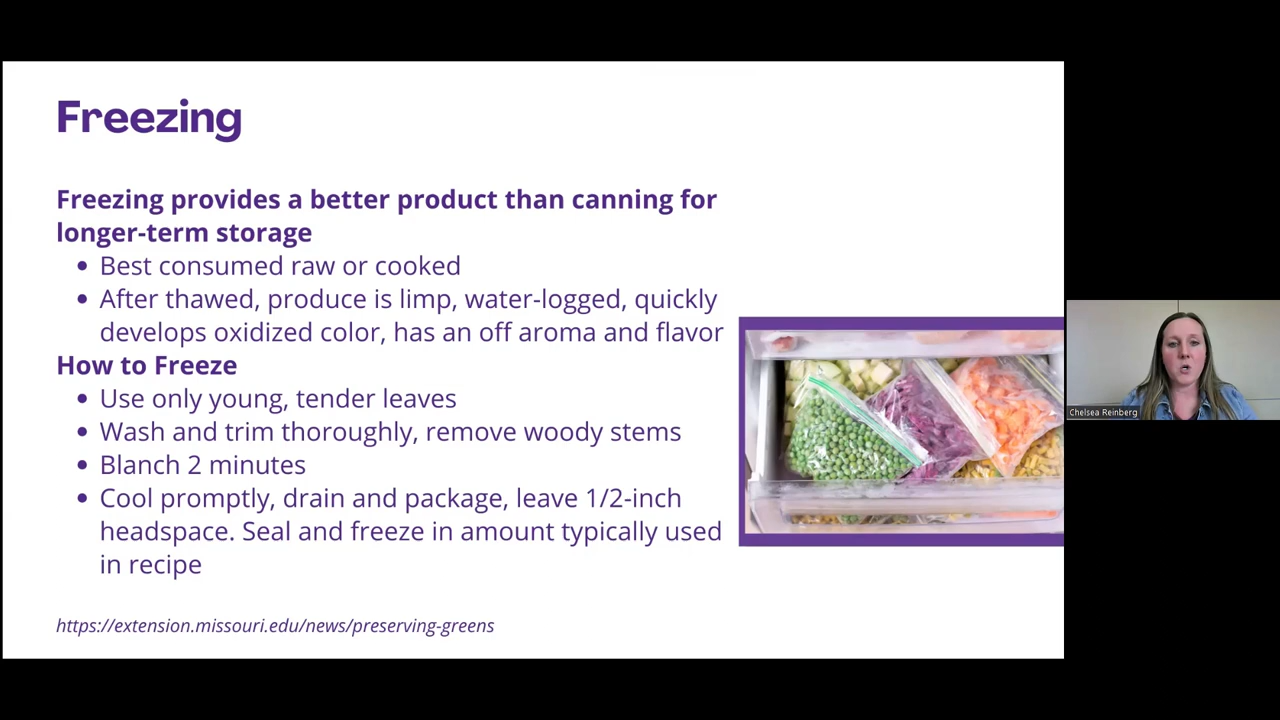 Freezing
Freezing provides a better product than canning for
longer-term storage
• Best consumed raw or cooked
• After thawed, produce is limp, water-logged, quickly
develops oxidized color, has an off aroma and flavor
How to Freeze
• Use only young, tender leaves
• Wash and trim thoroughly, remove woody stems
• Blanch 2 minutes
• Cool promptly, drain and package, leave 1/2-inch
headspace. Seal and freeze in amount typically used
in recipe
https://extension.missouri.edu/news/preserving-greens
Chelsea Reinberg